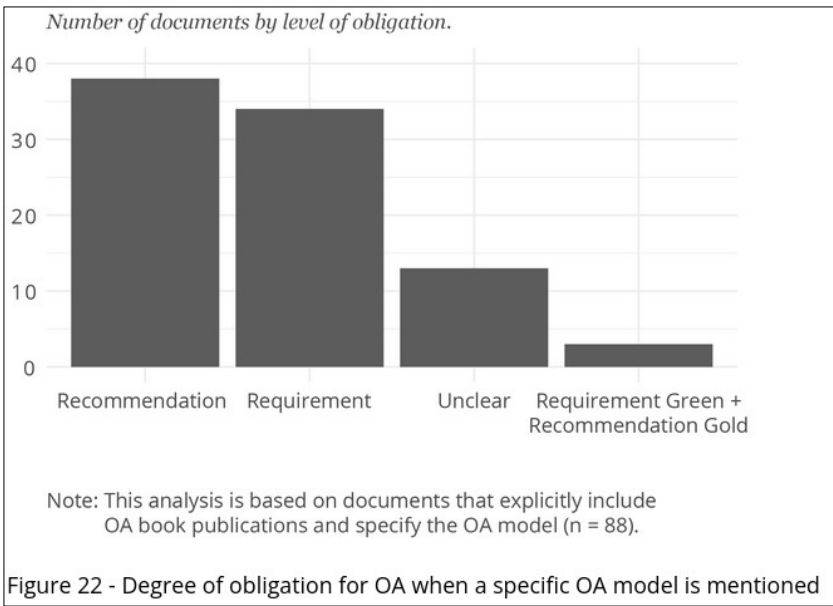 Number of documents by level of obligation.
40
30
20
10
0
Recommendation
Requirement
Unclear
Requirement Green +
Recommendation Gold
Note: This analysis is based on documents that explicitly include
OA book publications and specify the OA model (n = 88).
Figure 22 - Degree of obligation for OA when a specific OA model is mentioned